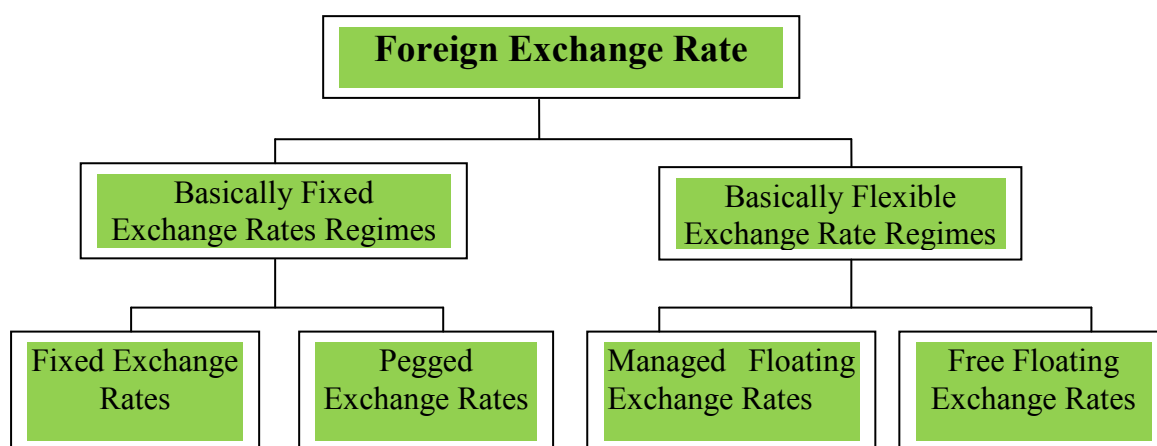 Foreign Exchange Rate
Basically Fixed
Exchange Rates Regimes
Basically Flexible
Exchange Rate Regimes
Fixed Exchange
Rates
Pegged
Exchange Rates
Managed Floating
Exchange Rates
Free Floating
Exchange Rates